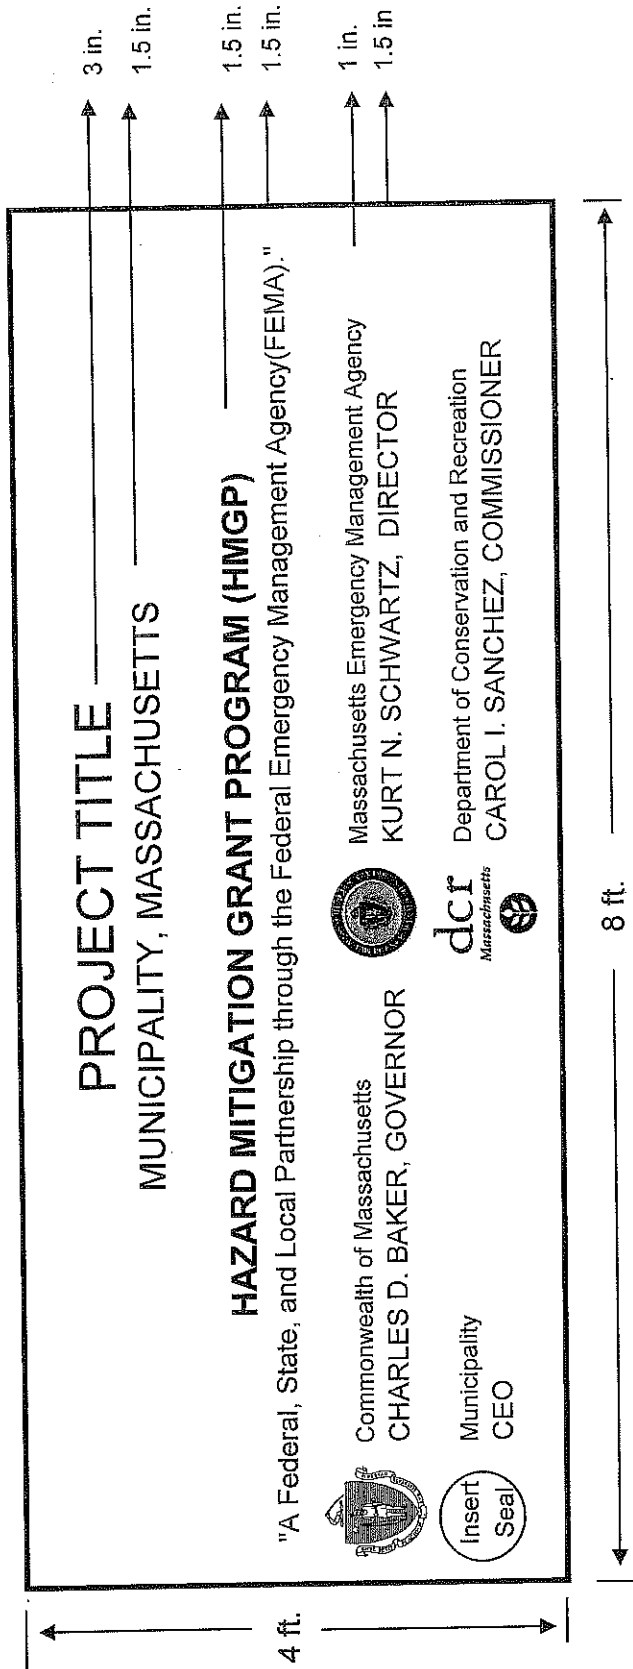 PROJECT TITLE
MUNICIPALITY, MASSACHUSETTS
HAZARD MITIGATION GRANT PROGRAM (HMGP)
"A Federal, State, and Local Partnership through the Federal Emergency Management Agency(FEMA)."
Commonwealth of Massachusetts
CHARLES D. BAKER, GOVERNOR
Massachusetts Emergency Management Agency
KURT N. SCHWARTZ, DIRECTOR
Insert
Seal
Municipality
CEO
dcr
Massachusetts
Department of Conservation and Recreation
CAROL I. SANCHEZ, COMMISSIONER
3 in.
1.5 in.
1.5 in.
1.5 in.
1 in.
1.5 in
4 ft.
8 ft.